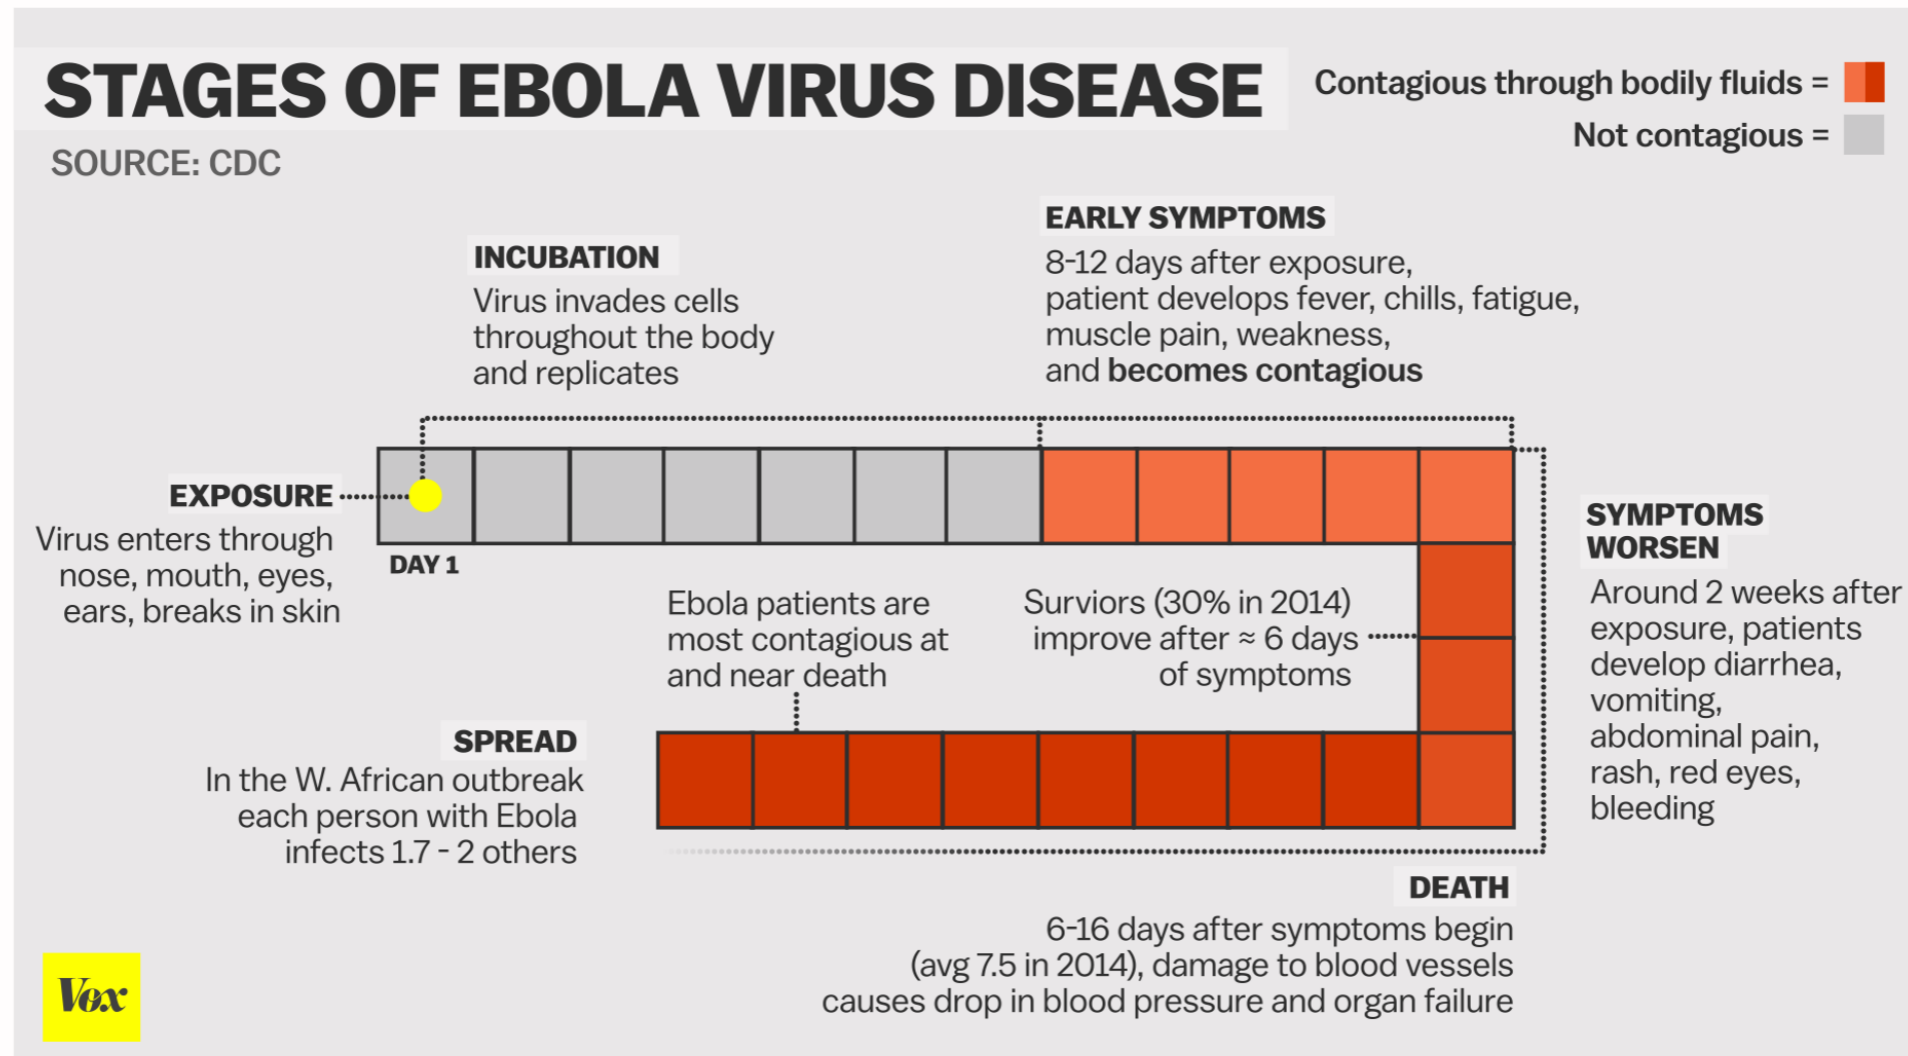 STAGES OF EBOLA VIRUS DISEASE
SOURCE: CDC
Contagious through bodily fluids =
Not contagious =
INCUBATION
Virus invades cells
throughout the body
and replicates
EARLY SYMPTOMS
8-12 days after exposure,
patient develops fever, chills, fatigue,
muscle pain, weakness,
and becomes contagious
EXPOSURE
Virus enters through
nose, mouth, eyes,
ears, breaks in skin
DAY 1
SYMPTOMS
WORSEN
Around 2 weeks after
exposure, patients
develop diarrhea,
vomiting,
abdominal pain,
rash, red eyes,
bleeding
Surviors (30% in 2014)
improve after ≈ 6 days
of symptoms
Ebola patients are
most contagious at
and near death
SPREAD
In the W. African outbreak
each person with Ebola
infects 1.7 - 2 others
DEATH
6-16 days after symptoms begin
(avg 7.5 in 2014), damage to blood vessels
causes drop in blood pressure and organ failure
Vox